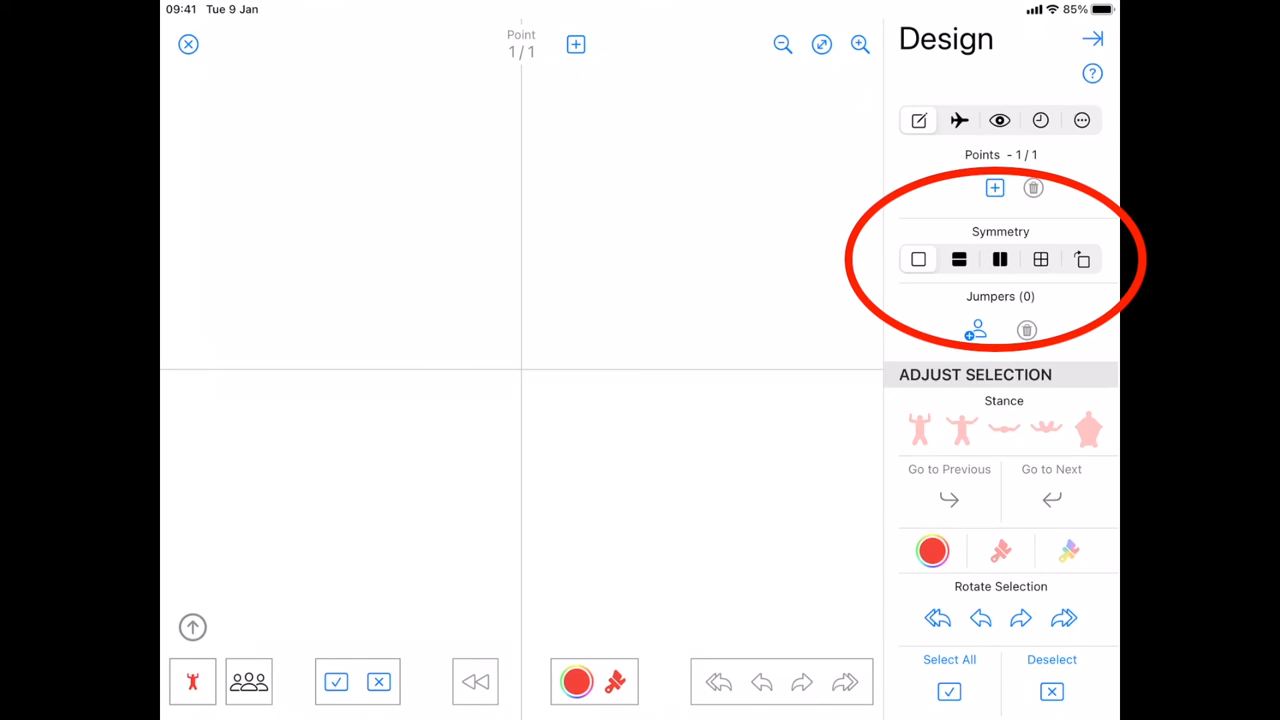 09:41 Tue 9 Jan
85%
Point
1 / 1
Design
Points - 1 / 1
Symmetry
Jumpers (0)
ADJUST SELECTION
Stance
Go to Previous Go to Next
Rotate Selection
Select All Deselect